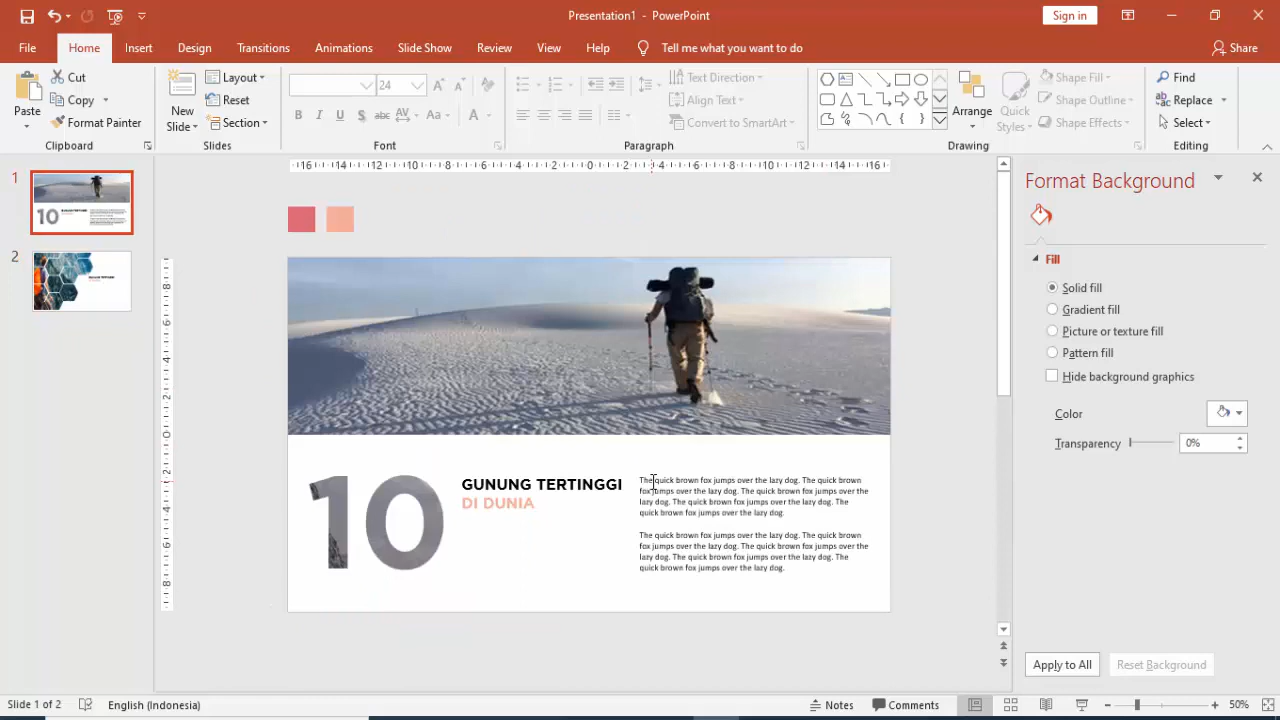 Presentation1 - PowerPoint
Sign in
File Home Insert Design Transitions Animations Slide Show Review View Help Tell me what you want to do Share
Paste
Cut
Copy
Format Painter
Clipboard
New Slide
Layout
Reset
Section
Slides
24
Font
Text Direction
Align Text
Convert to SmartArt
Paragraph
Arrange
Quick Styles
Shape Fill
Shape Outline
Shape Effects
Drawing
Find
Replace
Select
Editing
1
2
10
GUNUNG TERTINGGI
DI DUNIA
The quick brown fox jumps over the lazy dog. The quick brown
fox jumps over the lazy dog. The quick brown fox jumps over the
lazy dog. The quick brown fox jumps over the lazy dog. The
quick brown fox jumps over the lazy dog.
The quick brown fox jumps over the lazy dog. The quick brown
fox jumps over the lazy dog. The quick brown fox jumps over the
lazy dog. The quick brown fox jumps over the lazy dog. The
quick brown fox jumps over the lazy dog.
Format Background
Fill
Solid fill
Gradient fill
Picture or texture fill
Pattern fill
Hide background graphics
Color
Transparency 0%
Apply to All
Reset Background
Slide 1 of 2 English (Indonesia) Notes Comments 50%